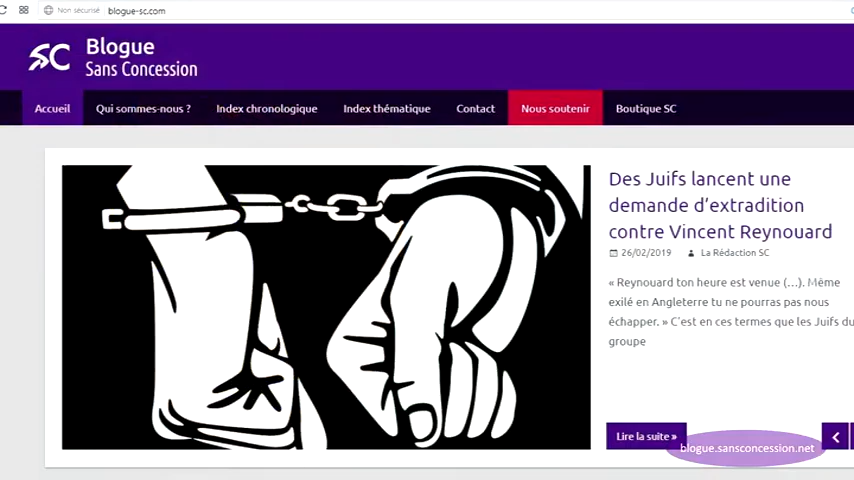 Non sécurisé blogue-sc.com
SC Blogue
Sans Concession
Accueil Qui sommes-nous ? Index chronologique Index thématique Contact Nous soutenir Boutique SC
Des Juifs lancent une
demande d’extradition
contre Vincent Reynouard
26/02/2019 La Rédaction SC
« Reynouard ton heure est venue (…). Même
exilé en Angleterre tu ne pourras pas nous
échapper. » C’est en ces termes que les Juifs du
groupe
Lire la suite »
blogue.sansconcession.net